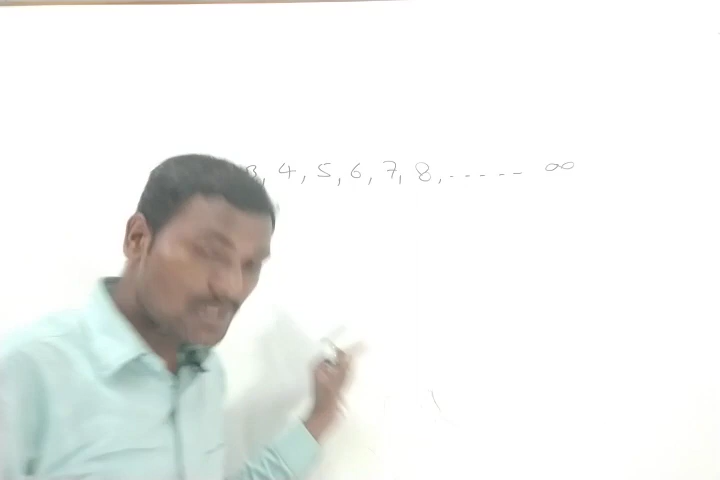 3, 4, 5, 6, 7, 8, ----- ∞